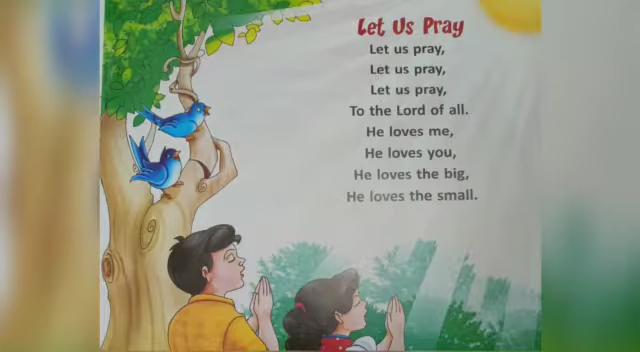 Let Us Pray
Let us pray,
Let us pray,
Let us pray,
To the Lord of all.
He loves me,
He loves you,
He loves the big,
He loves the small.